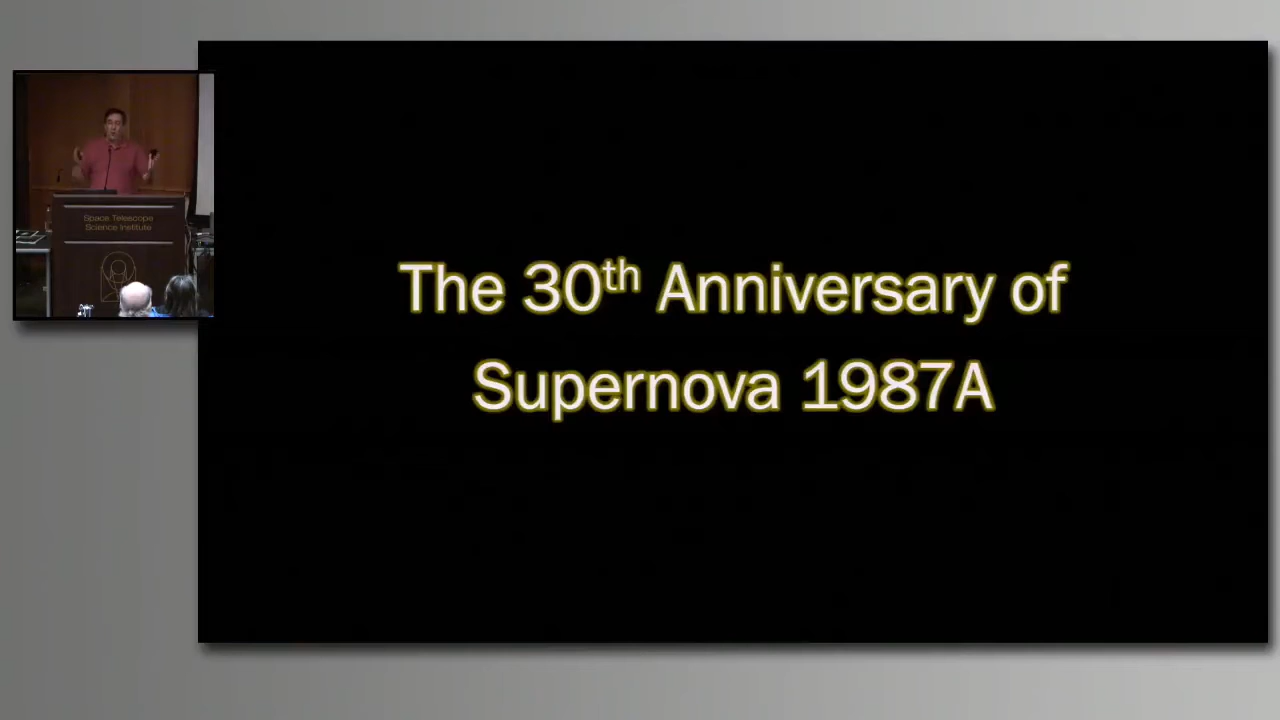 Space Telescope
Science Institute
The 30th Anniversary of
Supernova 1987A